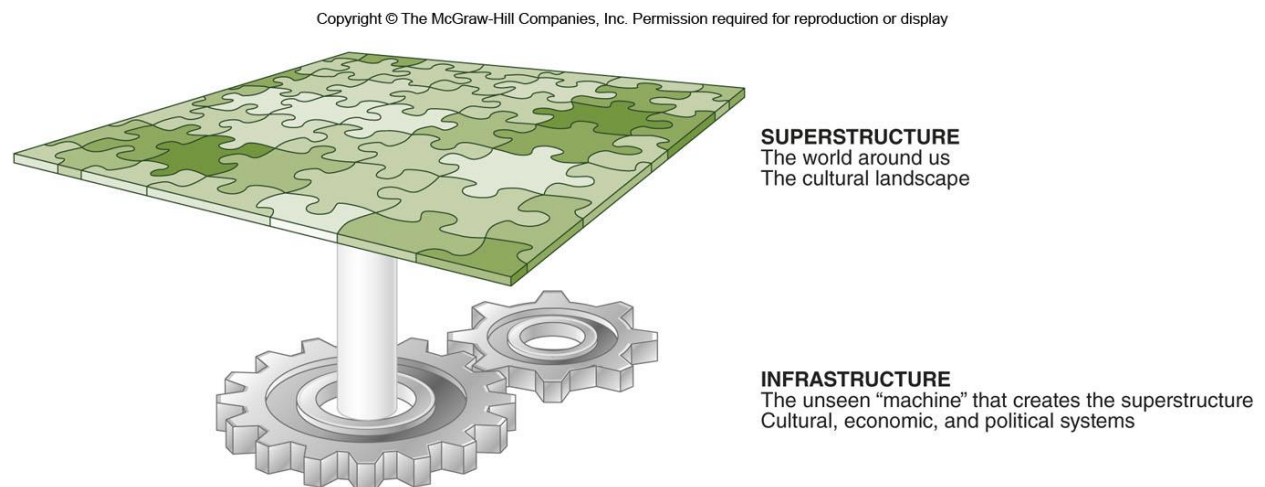 Copyright © The McGraw-Hill Companies, Inc. Permission required for reproduction or display
SUPERSTRUCTURE
The world around us
The cultural landscape
INFRASTRUCTURE
The unseen “machine” that creates the superstructure
Cultural, economic, and political systems